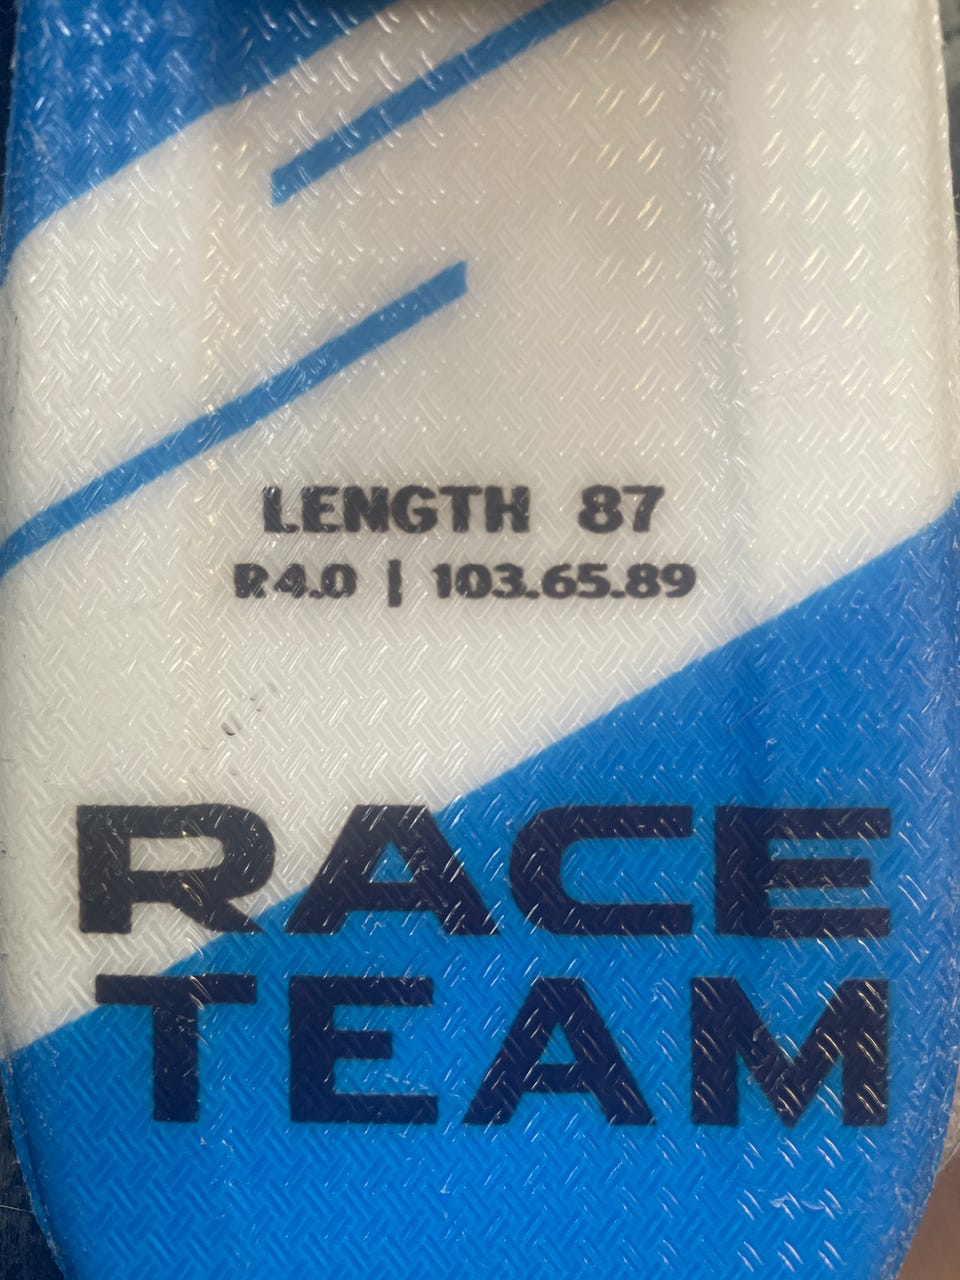 LENGTH 87
R4.0 | 103.65.89
RACE
TEAM